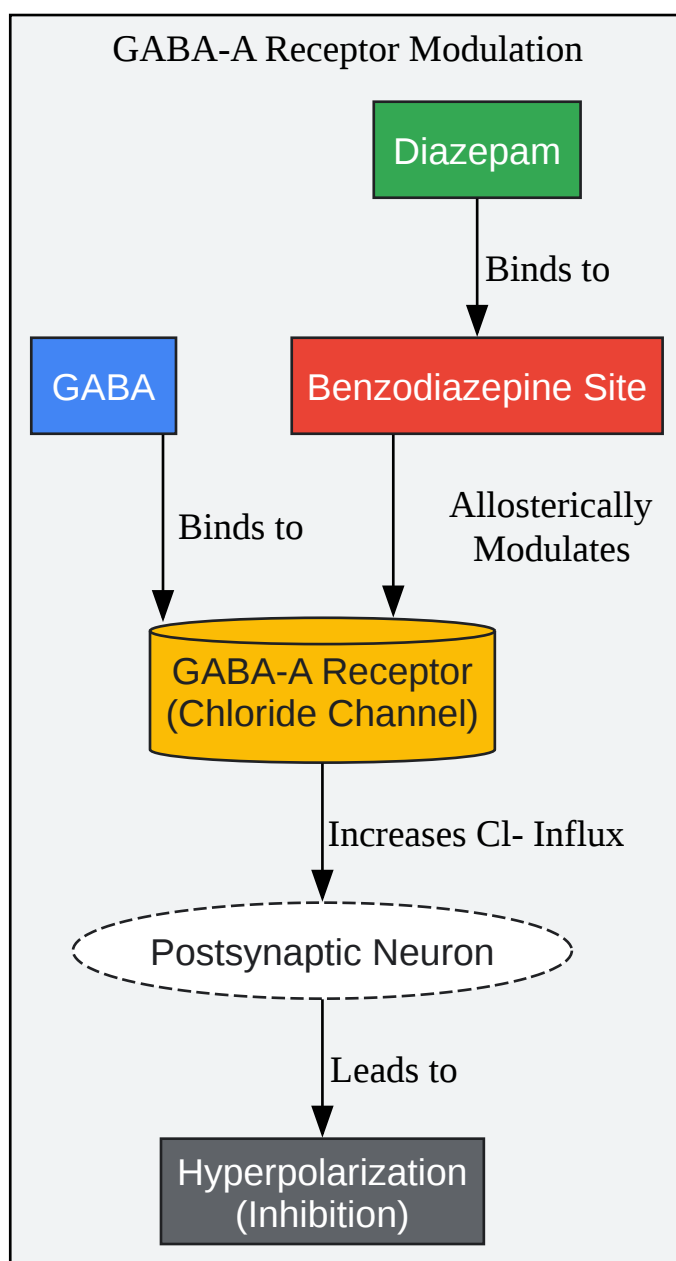 GABA-A Receptor Modulation
Diazepam
Binds to
GABA
Benzodiazepine Site
Binds to
Allosterically
Modulates
GABA-A Receptor
(Chloride Channel)
Increases Cl- Influx
Postsynaptic Neuron
Leads to
Hyperpolarization
(Inhibition)